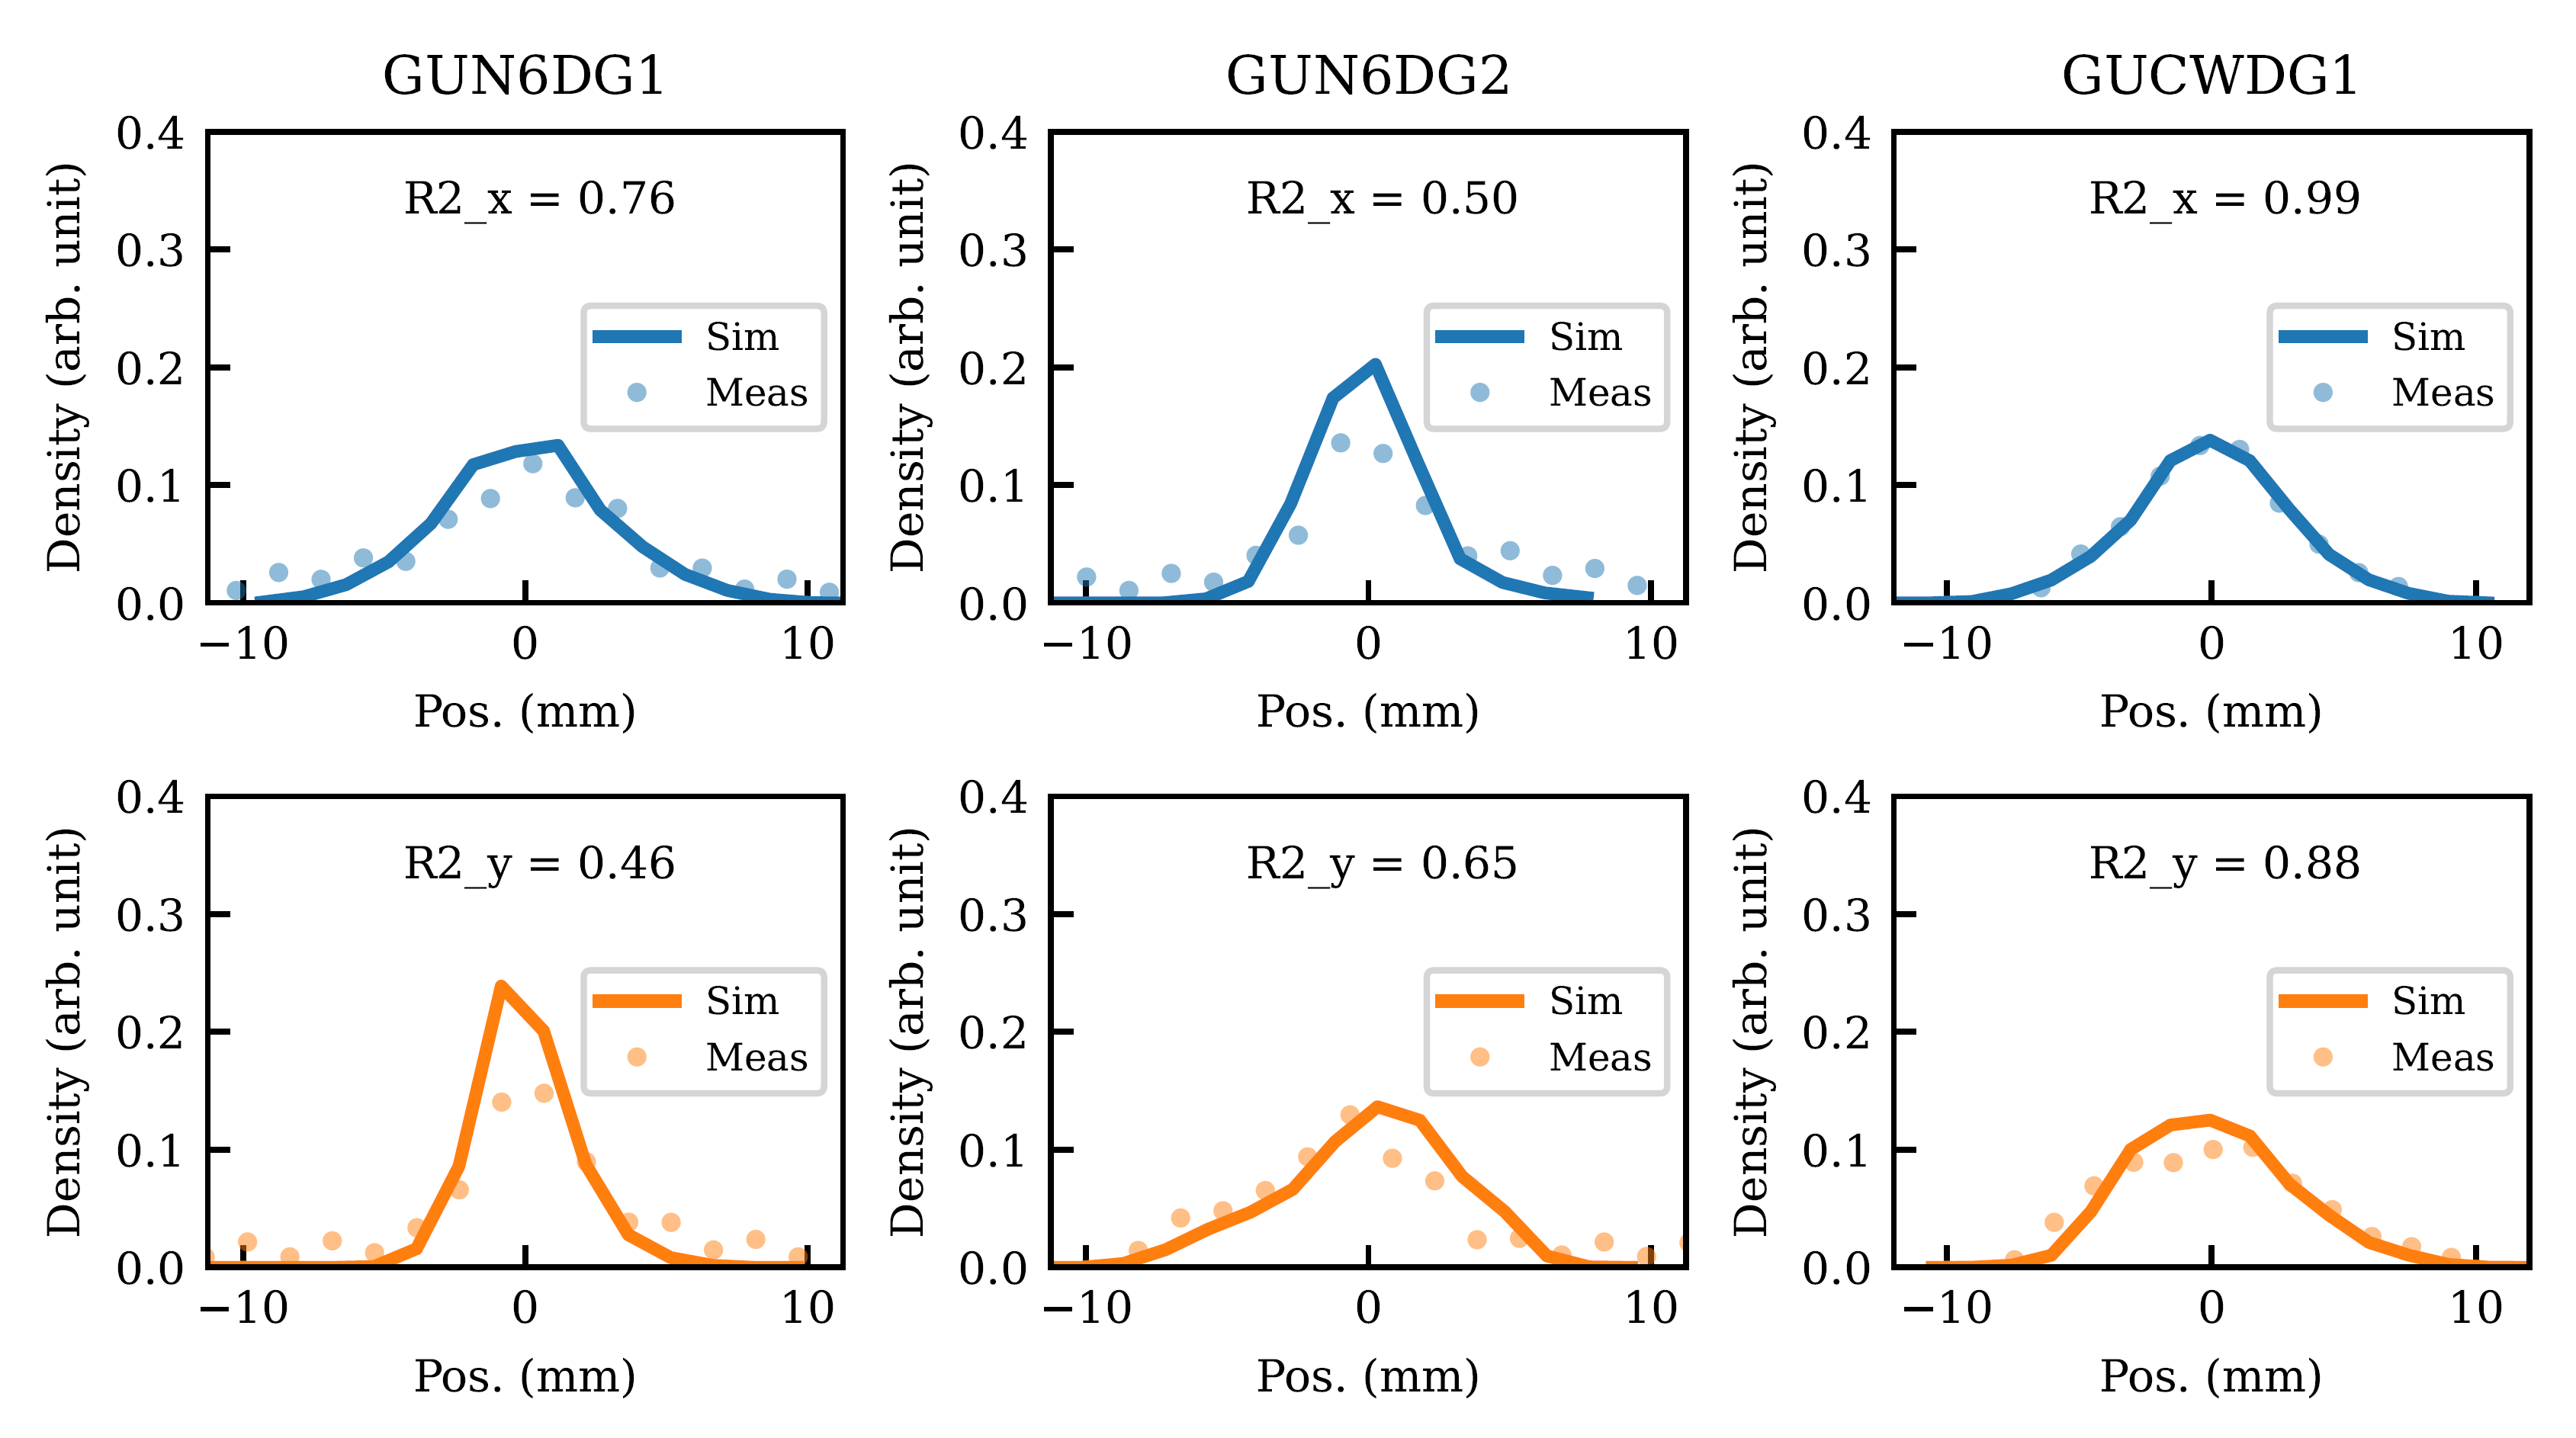 GUN6DG1
0.4
0.3
0.2
0.1
0.0
Density (arb. unit)
R2_x = 0.76
Sim
Meas
−10
0
10
Pos. (mm)
GUN6DG2
0.4
0.3
0.2
0.1
0.0
Density (arb. unit)
R2_x = 0.50
Sim
Meas
−10
0
10
Pos. (mm)
GUCWDG1
0.4
0.3
0.2
0.1
0.0
Density (arb. unit)
R2_x = 0.99
Sim
Meas
−10
0
10
Pos. (mm)
0.4
0.3
0.2
0.1
0.0
Density (arb. unit)
R2_y = 0.46
Sim
Meas
−10
0
10
Pos. (mm)
0.4
0.3
0.2
0.1
0.0
Density (arb. unit)
R2_y = 0.65
Sim
Meas
−10
0
10
Pos. (mm)
0.4
0.3
0.2
0.1
0.0
Density (arb. unit)
R2_y = 0.88
Sim
Meas
−10
0
10
Pos. (mm)